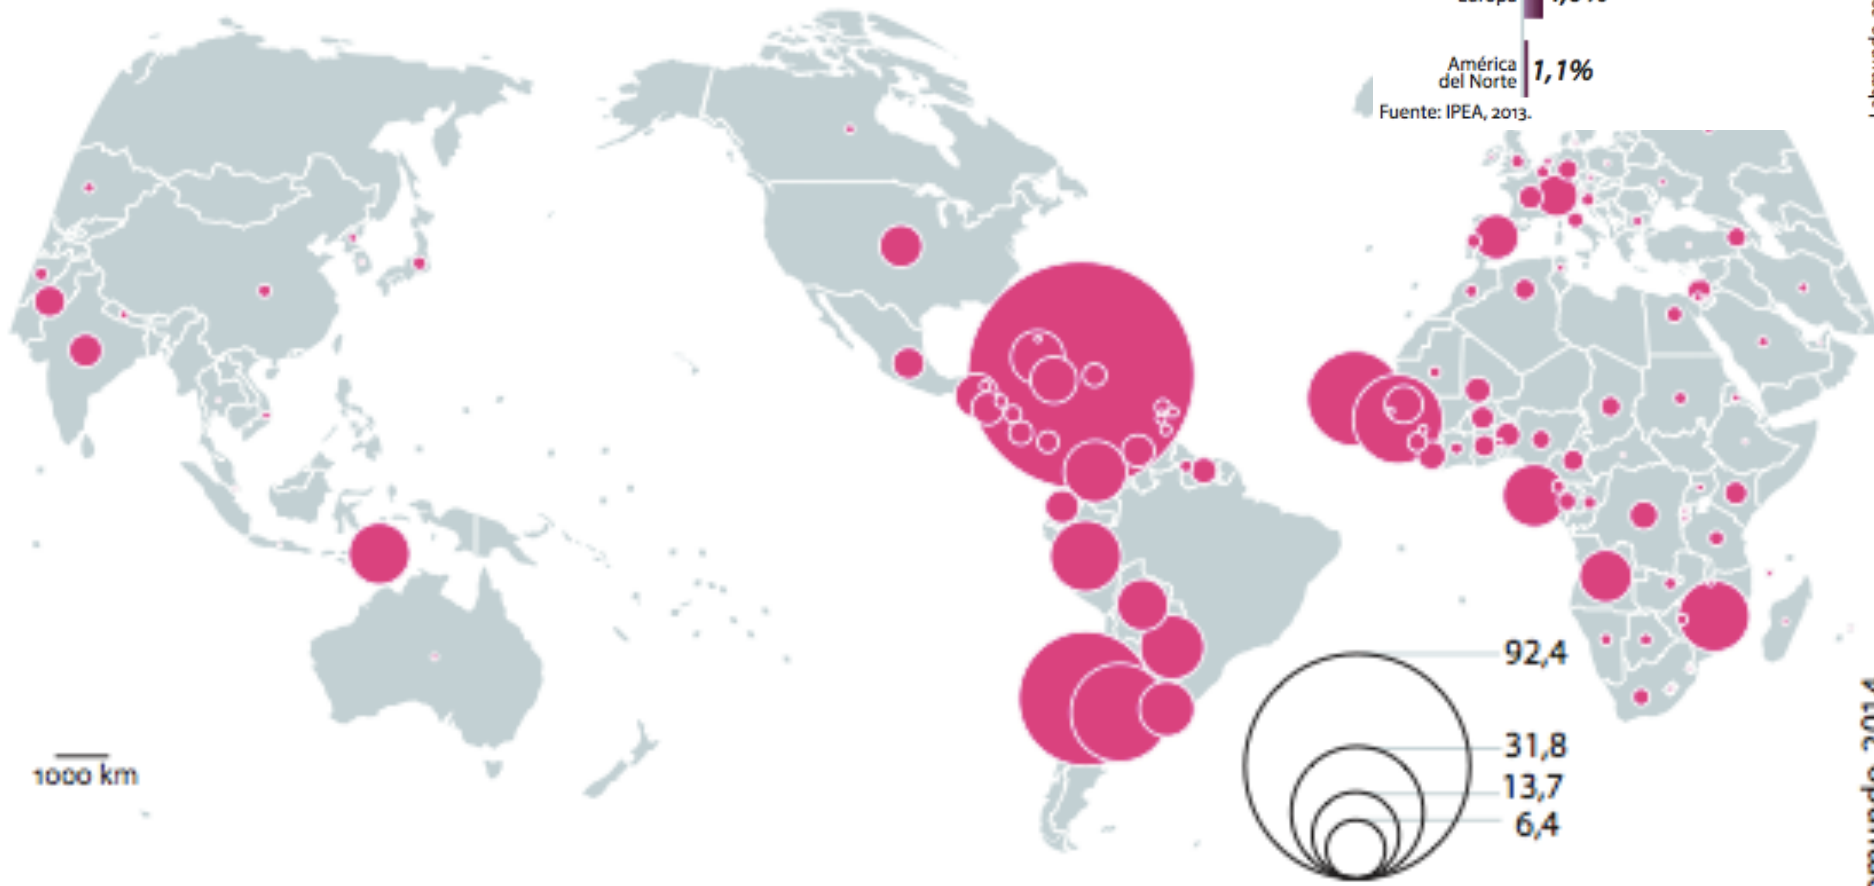 América
del Norte
1,1%
Fuente: IPEA, 2013.
92,4
31,8
13,7
6,4
1000 km